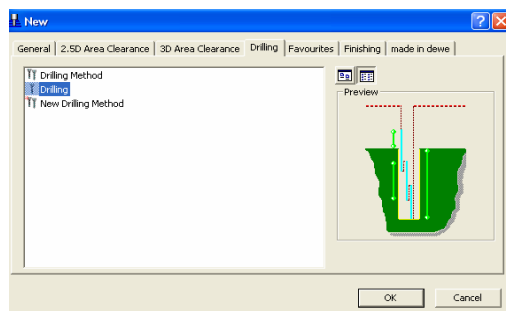 New
General 2.5D Area Clearance 3D Area Clearance Drilling Favourites Finishing made in dewe
Drilling Method
Drilling
New Drilling Method
Preview
OK Cancel